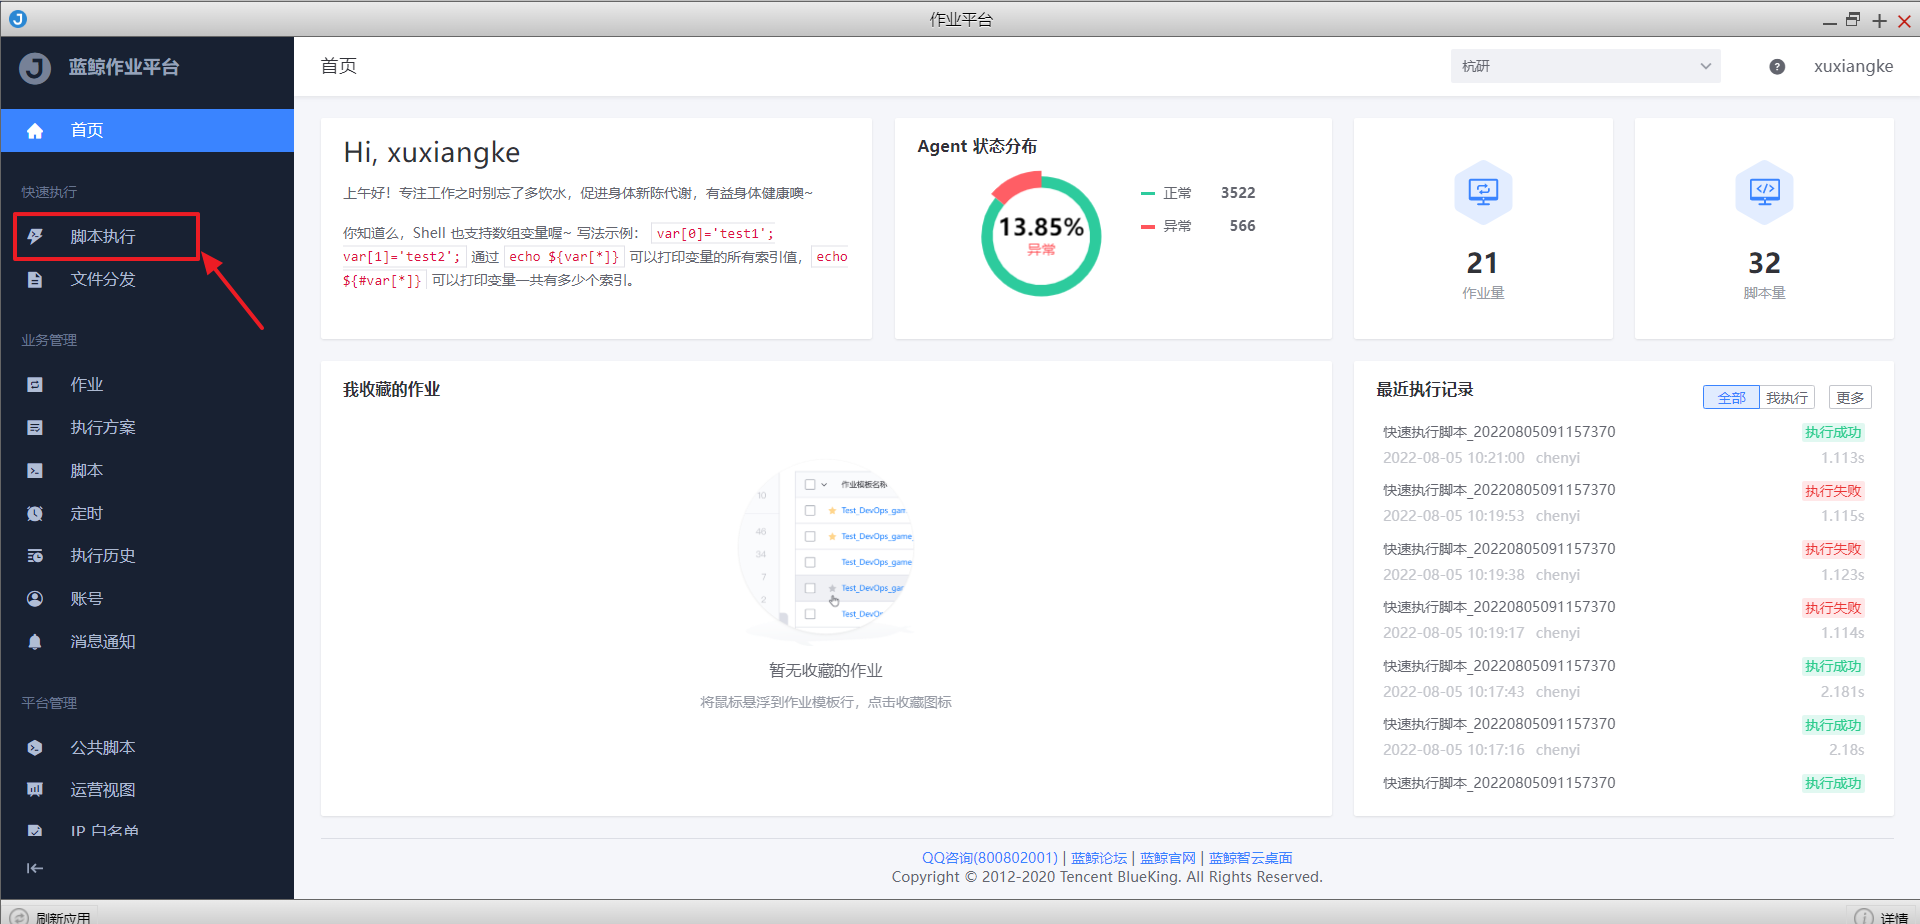 作业平台
蓝鲸作业平台
首页
快速执行
脚本执行
文件分发
业务管理
作业
执行方案
脚本
定时
执行历史
账号
消息通知
平台管理
公共脚本
运营视图
IP 白名单
首页
杭研
xuxiangke
Hi, xuxiangke
上午好！专注工作之时别忘了多饮水，促进身体新陈代谢，有益身体健康噢~
你知道么，Shell 也支持数组变量喔~ 写法示例： var[0]='test1';
var[1]='test2'; 通过 echo ${var[*]} 可以打印变量的所有索引值， echo
${#var[*]} 可以打印变量一共有多少个索引。
Agent 状态分布
13.85%
异常
正常 3522
异常 566
21
作业量
32
脚本量
我收藏的作业
10
46
34
7
2
作业模板名称
Test_DevOps_gam
Test_DevOps_game_
Test_DevOps_game
Test_DevOps_gam
Test_DevOp
暂无收藏的作业
将鼠标悬浮到作业模板行，点击收藏图标
最近执行记录
全部 我执行 更多
快速执行脚本_20220805091157370 执行成功
2022-08-05 10:21:00 chenyi 1.113s
快速执行脚本_20220805091157370 执行失败
2022-08-05 10:19:53 chenyi 1.115s
快速执行脚本_20220805091157370 执行失败
2022-08-05 10:19:38 chenyi 1.123s
快速执行脚本_20220805091157370 执行失败
2022-08-05 10:19:17 chenyi 1.114s
快速执行脚本_20220805091157370 执行成功
2022-08-05 10:17:43 chenyi 2.181s
快速执行脚本_20220805091157370 执行成功
2022-08-05 10:17:16 chenyi 2.18s
快速执行脚本_20220805091157370 执行成功
QQ咨询(800802001) | 蓝鲸论坛 | 蓝鲸官网 | 蓝鲸智云桌面
Copyright © 2012-2020 Tencent BlueKing. All Rights Reserved.
刷新应用
详情